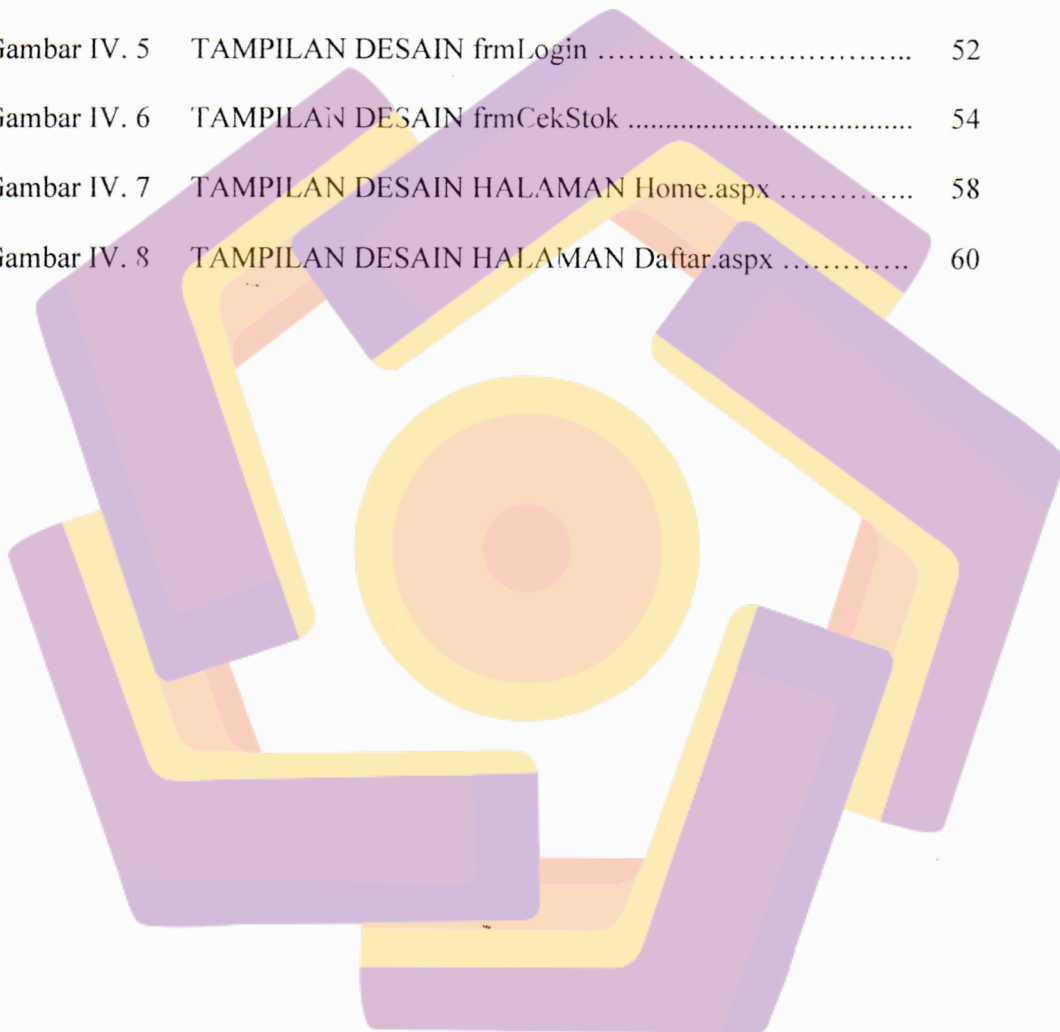 Gambar IV. 5 TAMPILAN DESAIN frmLogin .................................. 52
Gambar IV. 6 TAMPILAN DESAIN frmCekStok ...................................... 54
Gambar IV. 7 TAMPILAN DESAIN HALAMAN Home.aspx .............. 58
Gambar IV. 8 TAMPILAN DESAIN HALAMAN Daftar.aspx ............. 60